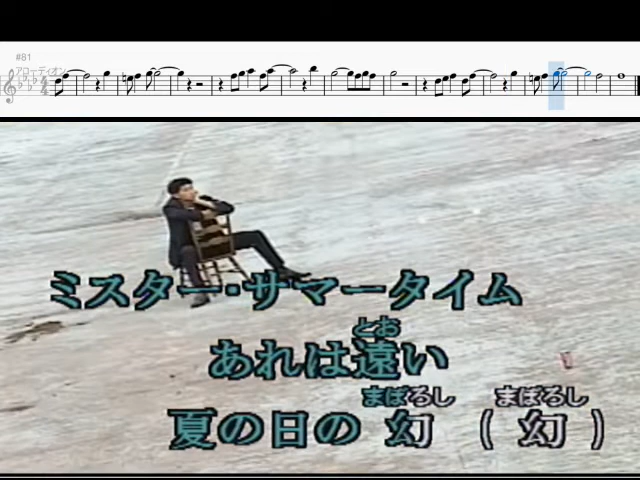 #81
アコーディオン
ミスター・サマータイム
とお
あれは遠い
まぼろし まぼろし
夏の日の 幻 ( 幻 )